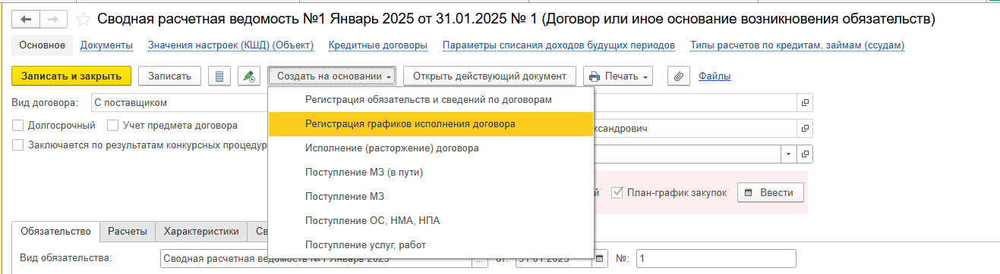 Сводная расчетная ведомость №1 Январь 2025 от 31.01.2025 № 1 (Договор или иное основание возникновения обязательств)
Основное Документы Значения настроек (КШД) (Объект) Кредитные договоры Параметры списания доходов будущих периодов Типы расчетов по кредитам, займам (ссудам)
Записать и закрыть Записать Создать на основании Открыть действующий документ Печать Файлы
Вид договора: С поставщиком
Регистрация обязательств и сведений по договорам
Долгосрочный Учет предмета договора
Регистрация графиков исполнения договора
Заключается по результатам конкурсных процедур
Исполнение (расторжение) договора
Поступление МЗ (в пути)
Поступление МЗ
План-график закупок Ввести
Поступление ОС, НМА, НПА
Обязательство Расчеты Характеристики
Поступление услуг, работ
Вид обязательства: Сводная расчетная ведомость №1 Январь 2025 ... от: 31.01.2025 №: 1